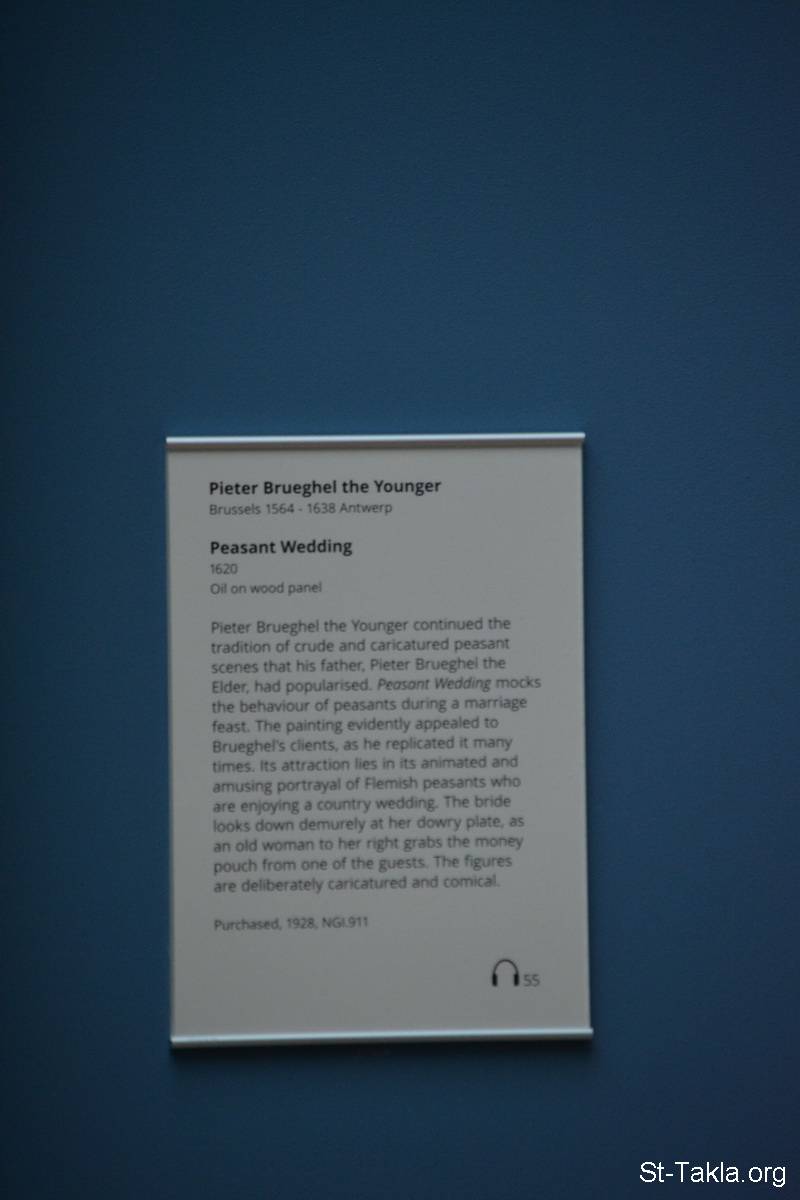 Pieter Brueghel the Younger
Brussels 1564 - 1638 Antwerp
Peasant Wedding
1620
Oil on wood panel
Pieter Brueghel the Younger continued the
tradition of crude and caricatured peasant
scenes that his father, Pieter Brueghel the
Elder, had popularised. Peasant Wedding mocks
the behaviour of peasants during a marriage
feast. The painting evidently appealed to
Brueghel's clients, as he replicated it many
times. Its attraction lies in its animated and
amusing portrayal of Flemish peasants who
are enjoying a country wedding. The bride
looks down demurely at her dowry plate, as
an old woman to her right grabs the money
pouch from one of the guests. The figures
are deliberately caricatured and comical.
Purchased, 1928, NGI.911
55
St-Takla.org